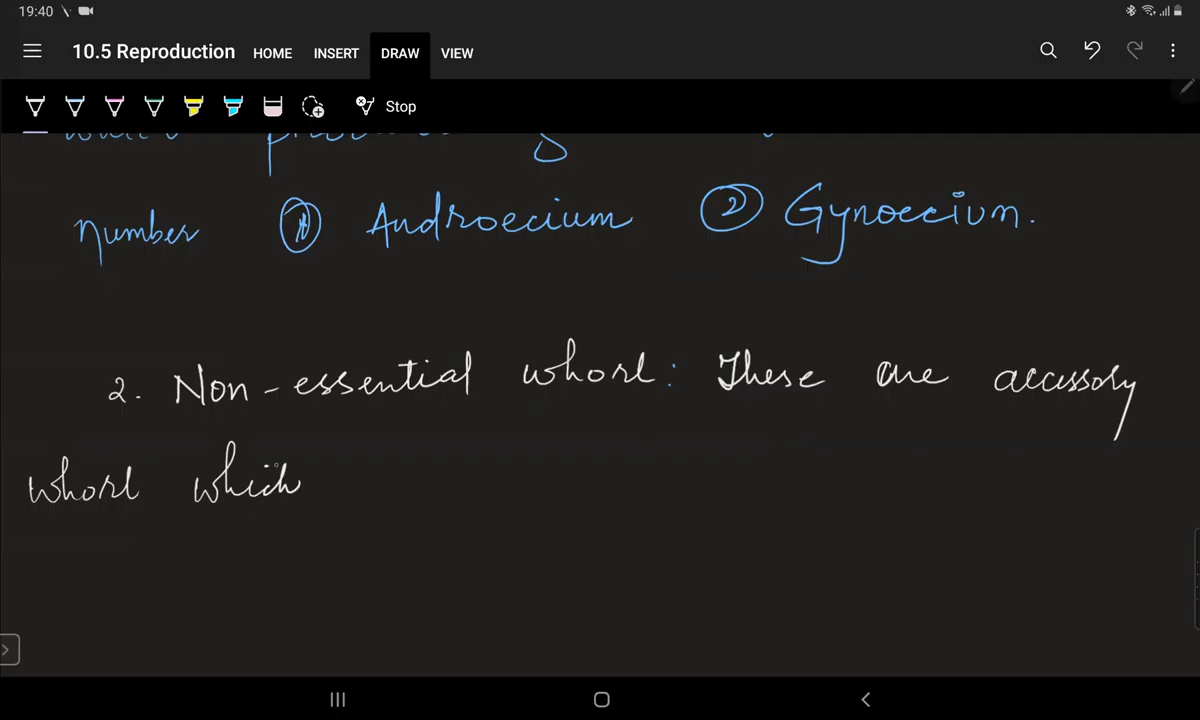 19:40
10.5 Reproduction HOME INSERT DRAW VIEW
Stop
number ① Androecium ② Gynoecium.
2. Non-essential whorl: These are accessory
whorl which